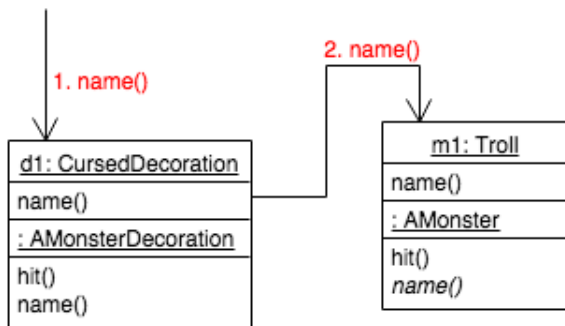 1. name()
2. name()
d1: CursedDecoration
name()
: AMonsterDecoration
hit()
name()
m1: Troll
name()
: AMonster
hit()
name()